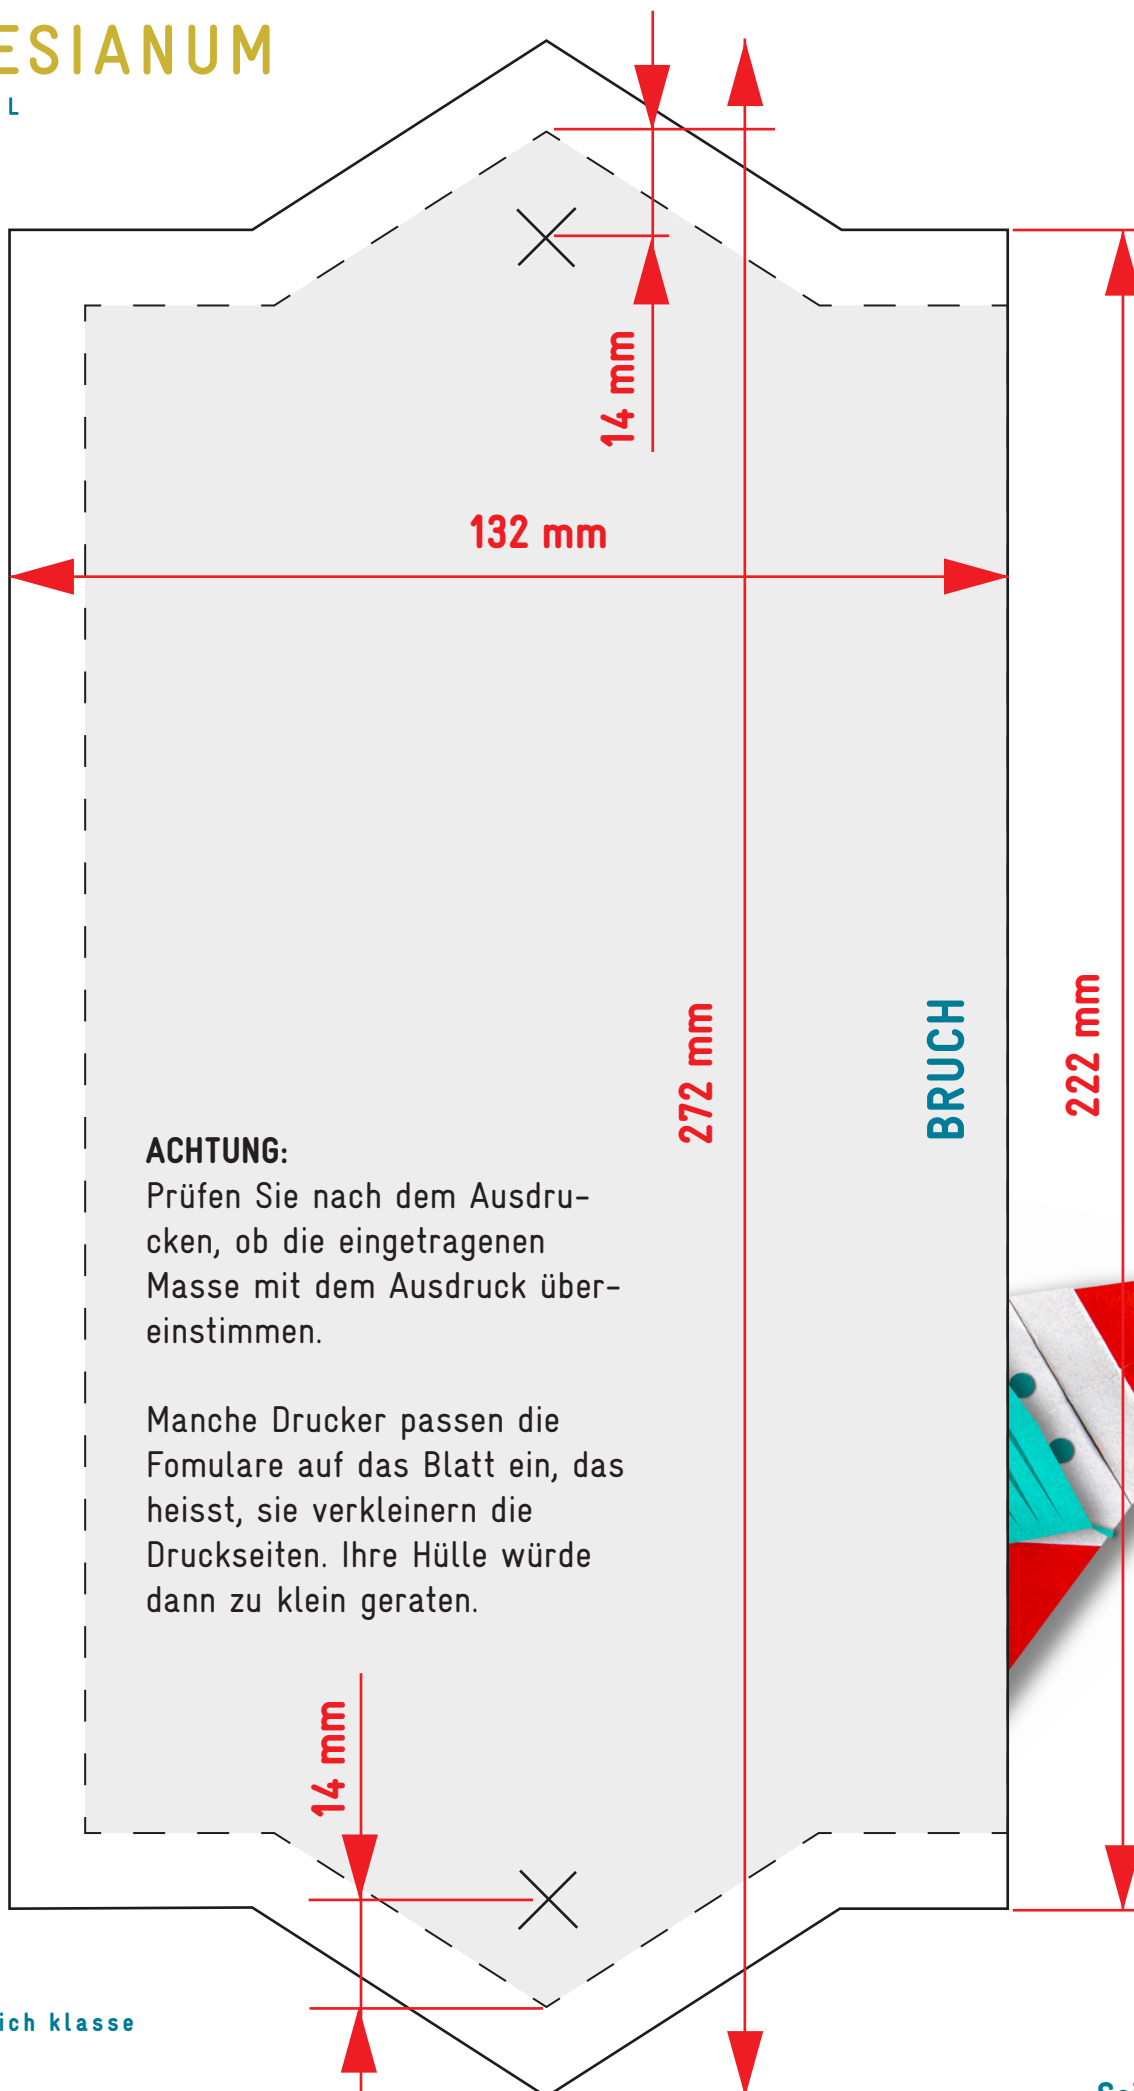 ESIANUM
L
14 mm
132 mm
272 mm
BRUCH
222 mm
ACHTUNG:
Prüfen Sie nach dem Ausdru-
cken, ob die eingetragenen
Masse mit dem Ausdruck über-
einstimmen.
Manche Drucker passen die
Fomulare auf das Blatt ein, das
heisst, sie verkleinern die
Druckseiten. Ihre Hülle würde
dann zu klein geraten.
14 mm
ich klasse